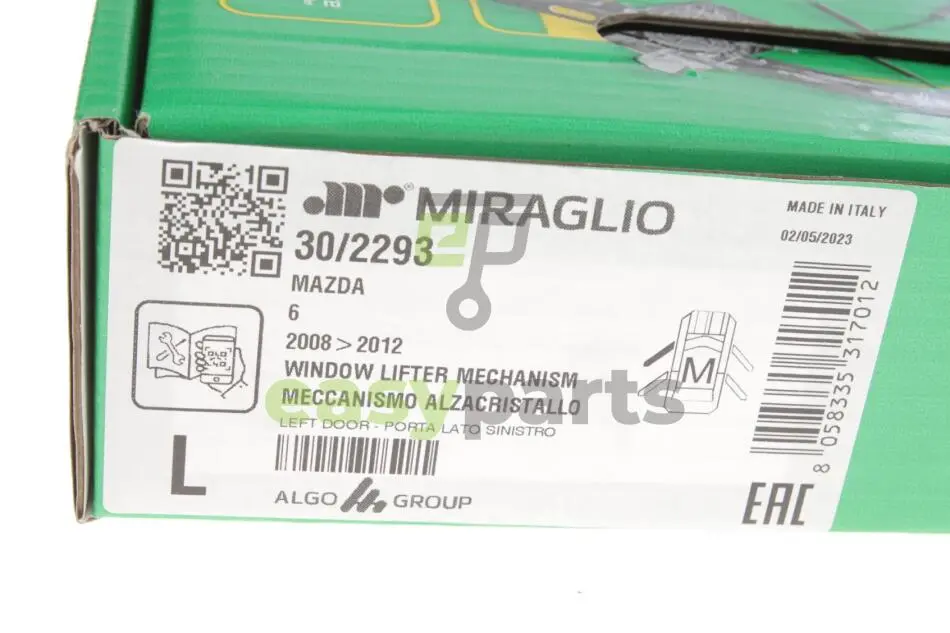 MIRAGLIO
MADE IN ITALY
30/2293
02/05/2023
MAZDA
6
2008 > 2012
WINDOW LIFTER MECHANISM
MECCANISMO ALZACRISTALLO
LEFT DOOR - PORTA LATO SINISTRO
L
ALGO GROUP
M
8 058335 317012
EAC
easyparts